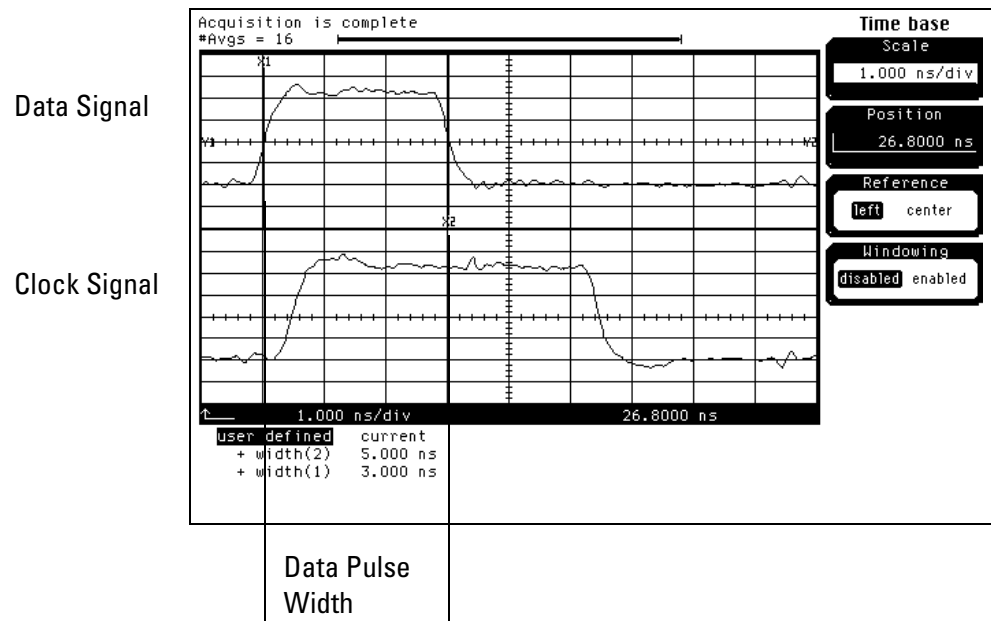 Acquisition is complete
#Avgs = 16
X1
Data Signal
Y1
Y2
X2
Clock Signal
1.000 ns/div
26.8000 ns
user defined current
+ width(2) 5.000 ns
+ width(1) 3.000 ns
Time base
Scale
1.000 ns/div
Position
26.8000 ns
Reference
left center
Windowing
disabled enabled
Data Pulse
Width